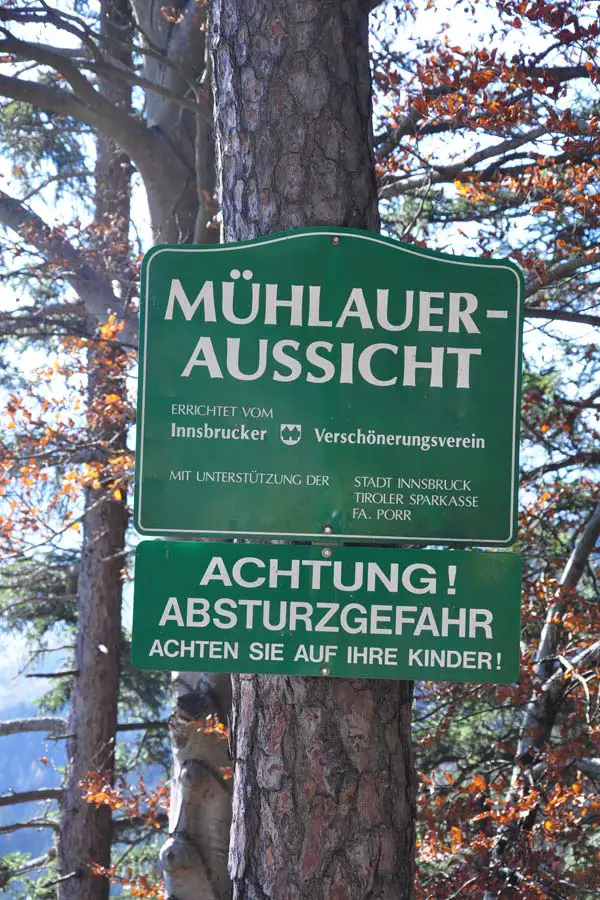 MÜHLAUER-
AUSSICHT
ERRICHTET VOM
Innsbrucker Verschönerungsverein
MIT UNTERSTÜTZUNG DER STADT INNSBRUCK
TIROLER SPARKASSE
FA. PORR
ACHTUNG!
ABSTURZGEFAHR
ACHTEN SIE AUF IHRE KINDER!